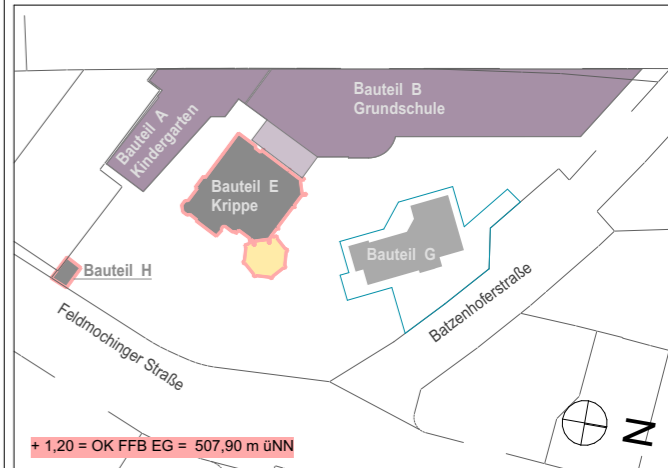 Bauteil B
Grundschule
Bauteil A
Kindergarten
Bauteil E
Krippe
Bauteil G
Bauteil H
Batzenhoferstraße
Feldmochinger Straße
+ 1,20 = OK FFB EG = 507,90 m üNN
N